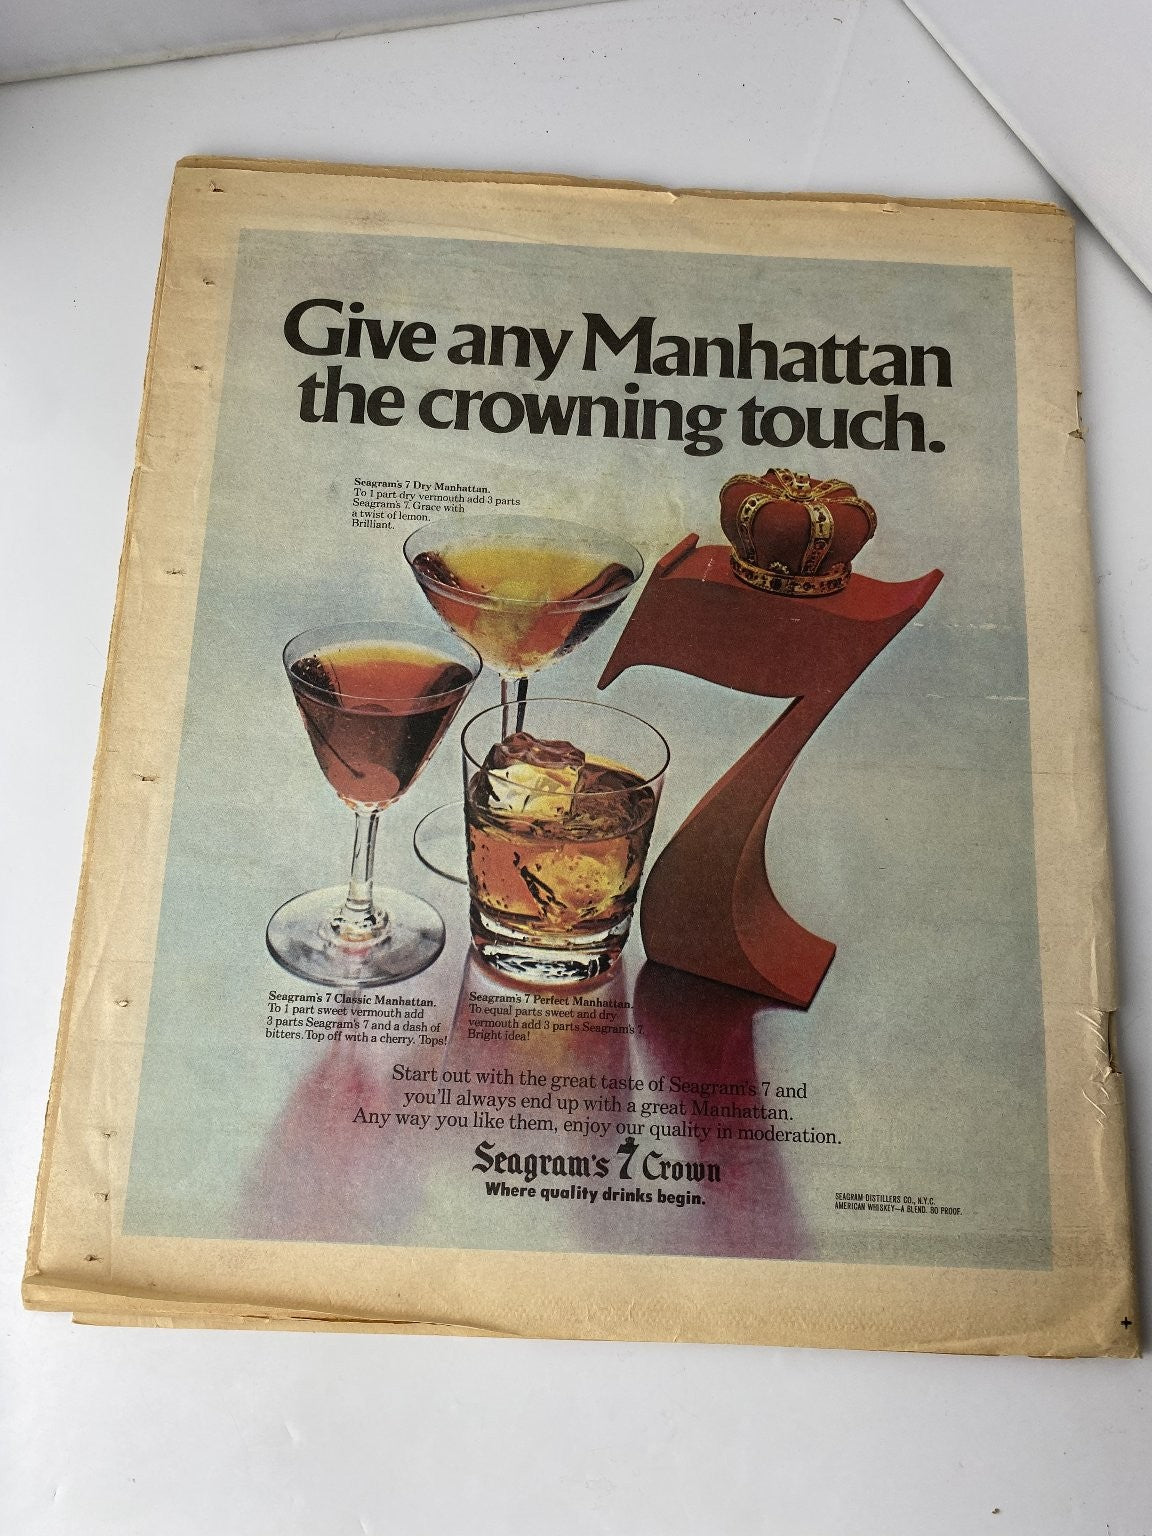 Give any Manhattan
the crowning touch.
Seagram's 7 Dry Manhattan.
To 1 part dry vermouth add 3 parts
Seagram's 7. Grace with
a twist of lemon.
Brilliant.
Seagram's 7 Classic Manhattan.
To 1 part sweet vermouth add
3 parts Seagram's 7 and a dash of
bitters. Top off with a cherry. Tops!
Seagram's 7 Perfect Manhattan.
To equal parts sweet and dry
vermouth add 3 parts Seagram's 7.
Bright idea!
Start out with the great taste of Seagram's 7 and
you'll always end up with a great Manhattan.
Any way you like them, enjoy our quality in moderation.
Seagram's 7 Crown
Where quality drinks begin.
SEAGRAM DISTILLERS CO., N.Y.C.
AMERICAN WHISKEY—A BLEND. 80 PROOF.